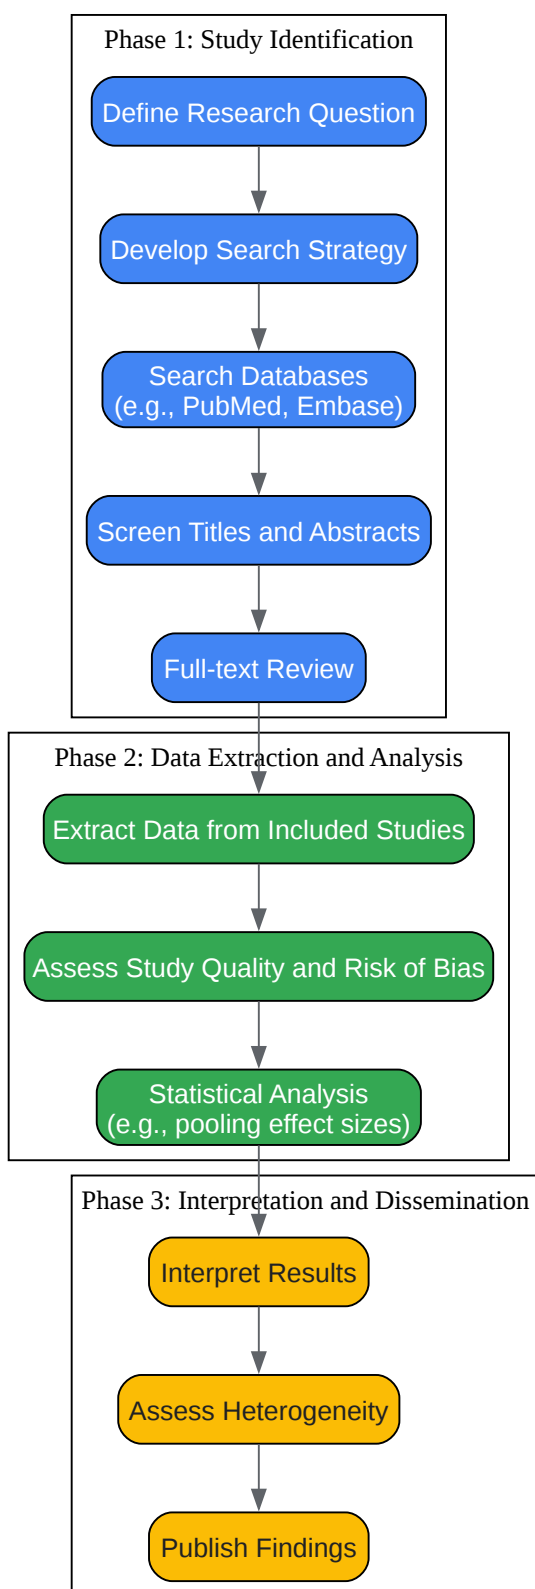 Phase 1: Study Identification
Define Research Question
Develop Search Strategy
Search Databases
(e.g., PubMed, Embase)
Screen Titles and Abstracts
Full-text Review
Phase 2: Data Extraction and Analysis
Extract Data from Included Studies
Assess Study Quality and Risk of Bias
Statistical Analysis
(e.g., pooling effect sizes)
Phase 3: Interpretation and Dissemination
Interpret Results
Assess Heterogeneity
Publish Findings